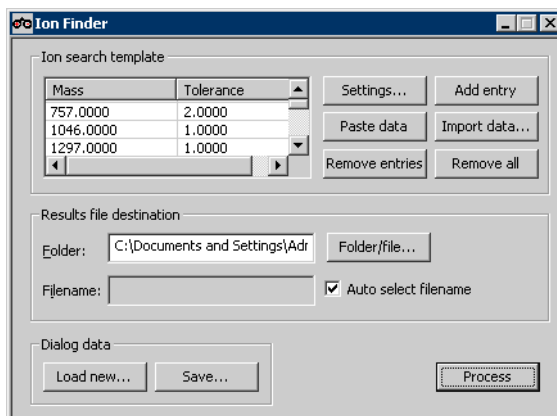 Ion Finder
Ion search template
Mass Tolerance
757.0000 2.0000
1046.0000 1.0000
1297.0000 1.0000
Settings... Add entry
Paste data Import data...
Remove entries Remove all
Results file destination
Folder: C:\Documents and Settings\Adr Folder/file...
Filename: Auto select filename
Dialog data
Load new... Save... Process